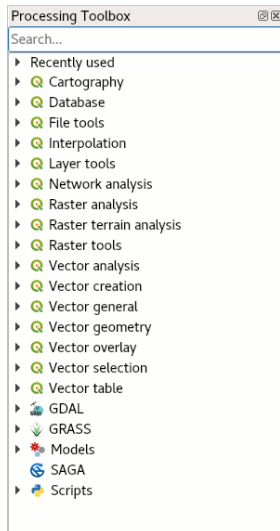 Processing Toolbox
Search...
Recently used
Cartography
Database
File tools
Interpolation
Layer tools
Network analysis
Raster analysis
Raster terrain analysis
Raster tools
Vector analysis
Vector creation
Vector general
Vector geometry
Vector overlay
Vector selection
Vector table
GDAL
GRASS
Models
SAGA
Scripts